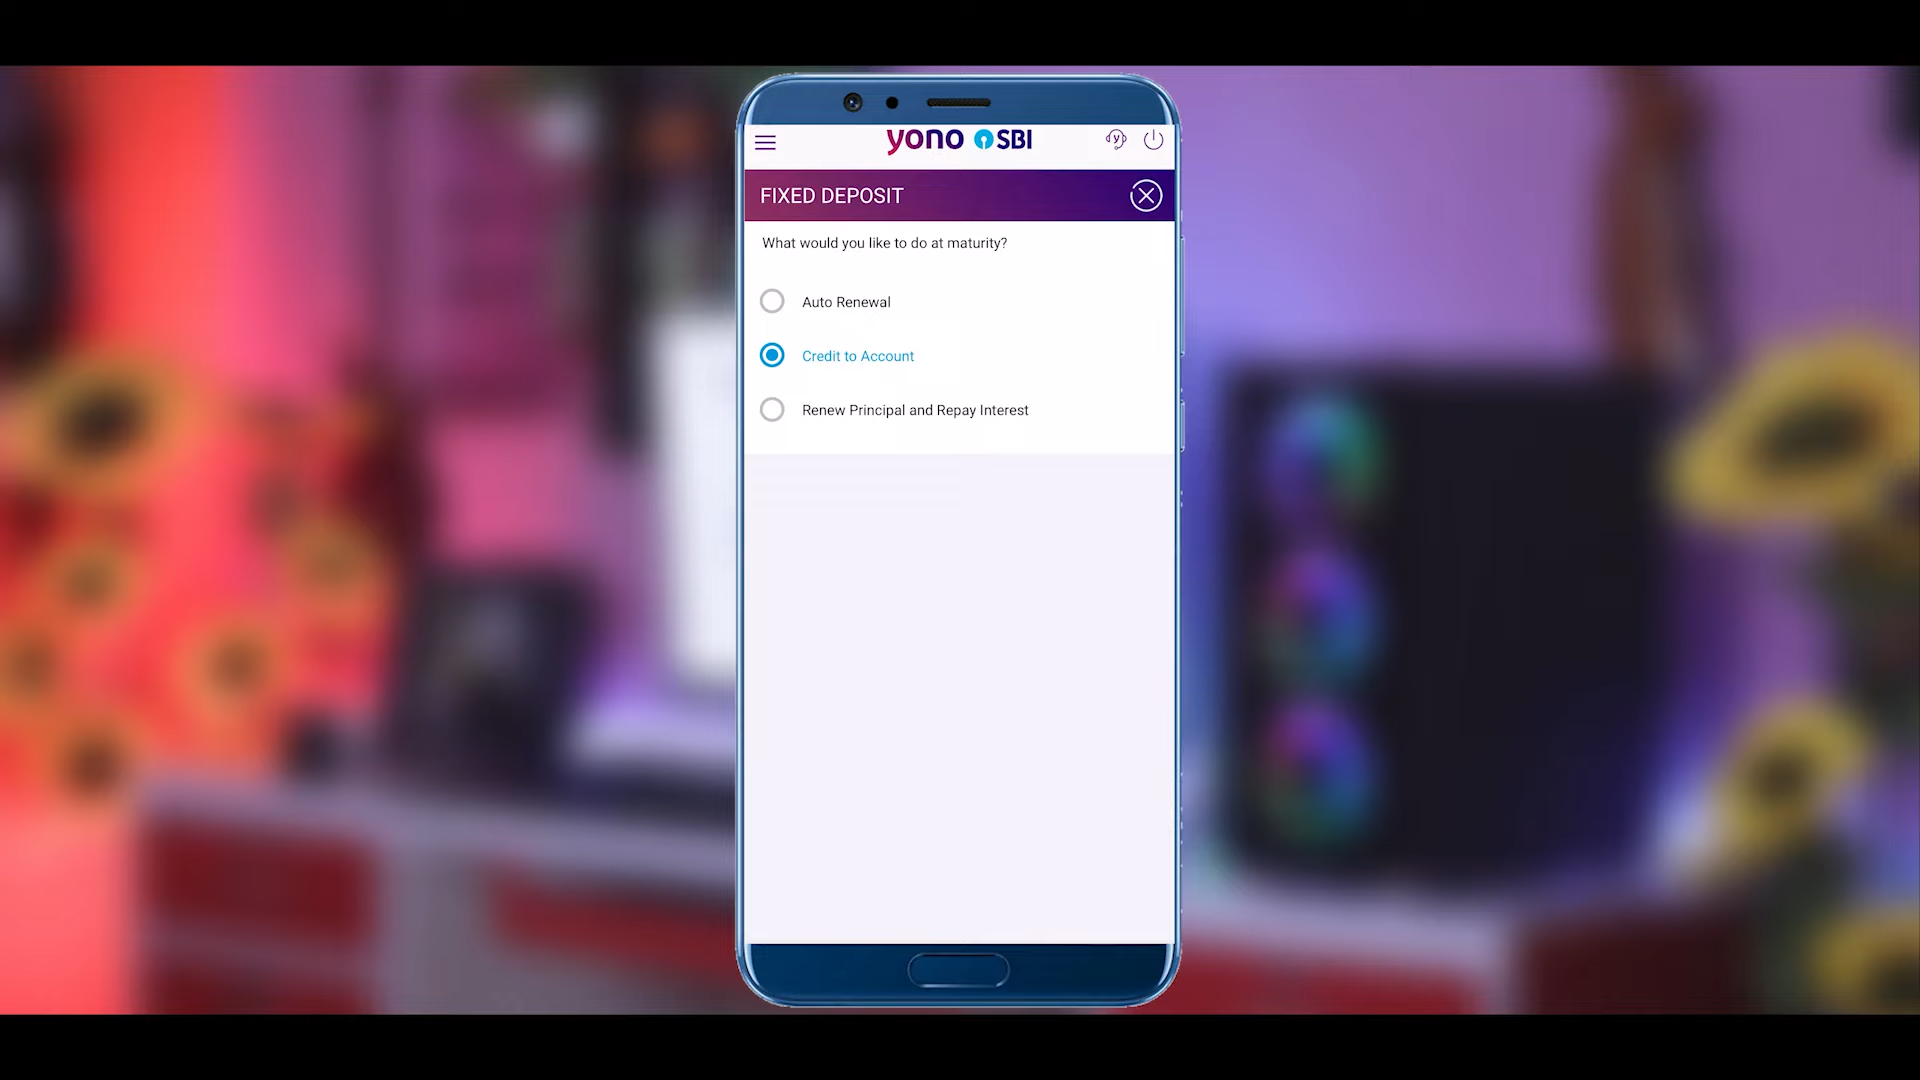 yono SBI
FIXED DEPOSIT
What would you like to do at maturity?
Auto Renewal
Credit to Account
Renew Principal and Repay Interest